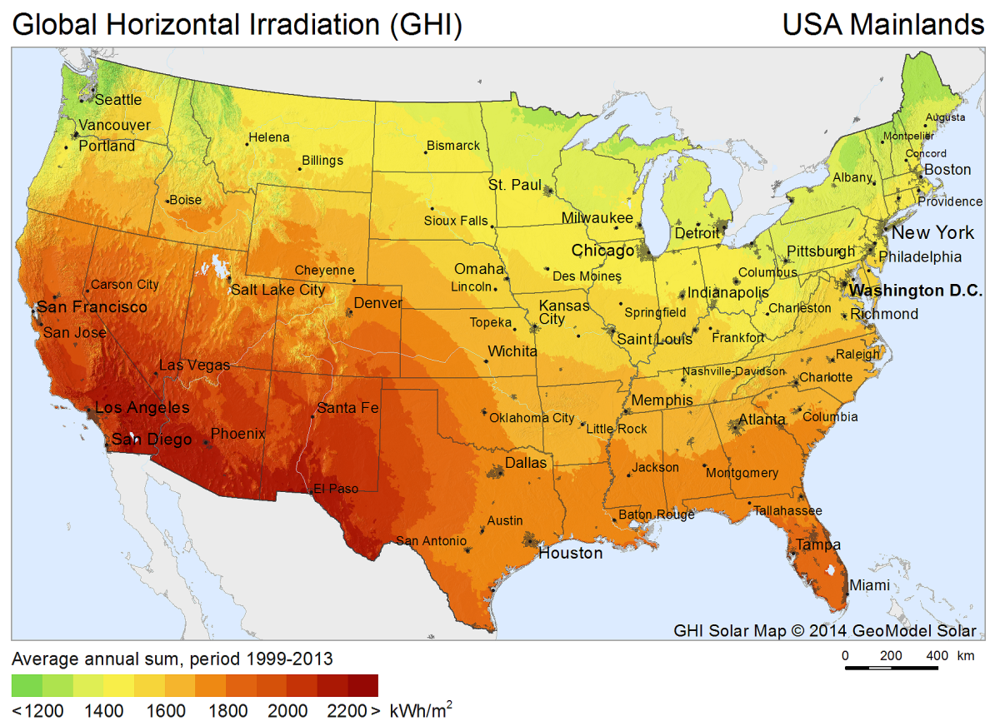 Global Horizontal Irradiation (GHI)
USA Mainlands
Seattle
Vancouver
Portland
Helena
Billings
Bismarck
Boise
St. Paul
Sioux Falls
Milwaukee
Detroit
Chicago
Augusta
Montpelier
Concord
Albany
Boston
Providence
New York
Pittsburgh
Philadelphia
Cheyenne
Omaha
Lincoln
Des Moines
Columbus
Carson City
Salt Lake City
Indianapolis
Washington D.C.
San Francisco
Denver
Topeka
Kansas
City
Springfield
Charleston
Richmond
San Jose
Wichita
Saint Louis
Frankfort
Las Vegas
Nashville-Davidson
Raleigh
Charlotte
Los Angeles
Santa Fe
Oklahoma City
Memphis
Little Rock
Atlanta
Columbia
San Diego
Phoenix
Dallas
Jackson
Montgomery
El Paso
Austin
Baton Rouge
Tallahassee
San Antonio
Houston
Tampa
Miami
GHI Solar Map © 2014 GeoModel Solar
Average annual sum, period 1999-2013
0 200 400 km
<1200 1400 1600 1800 2000 2200> kWh/m²